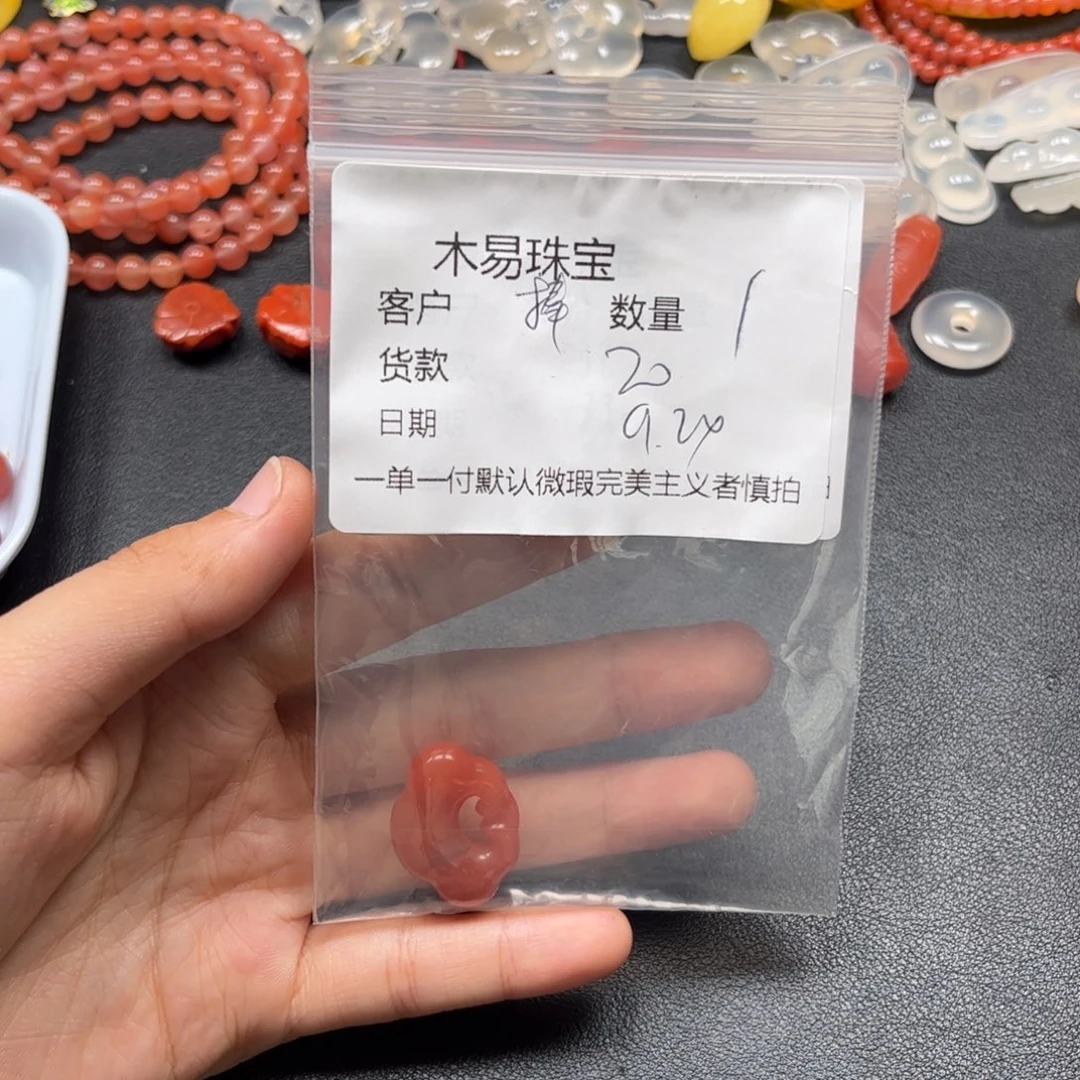 木易珠宝
客户 捧 数量 1
货款 20
日期 9.24
一单一付默认微瑕完美主义者慎拍